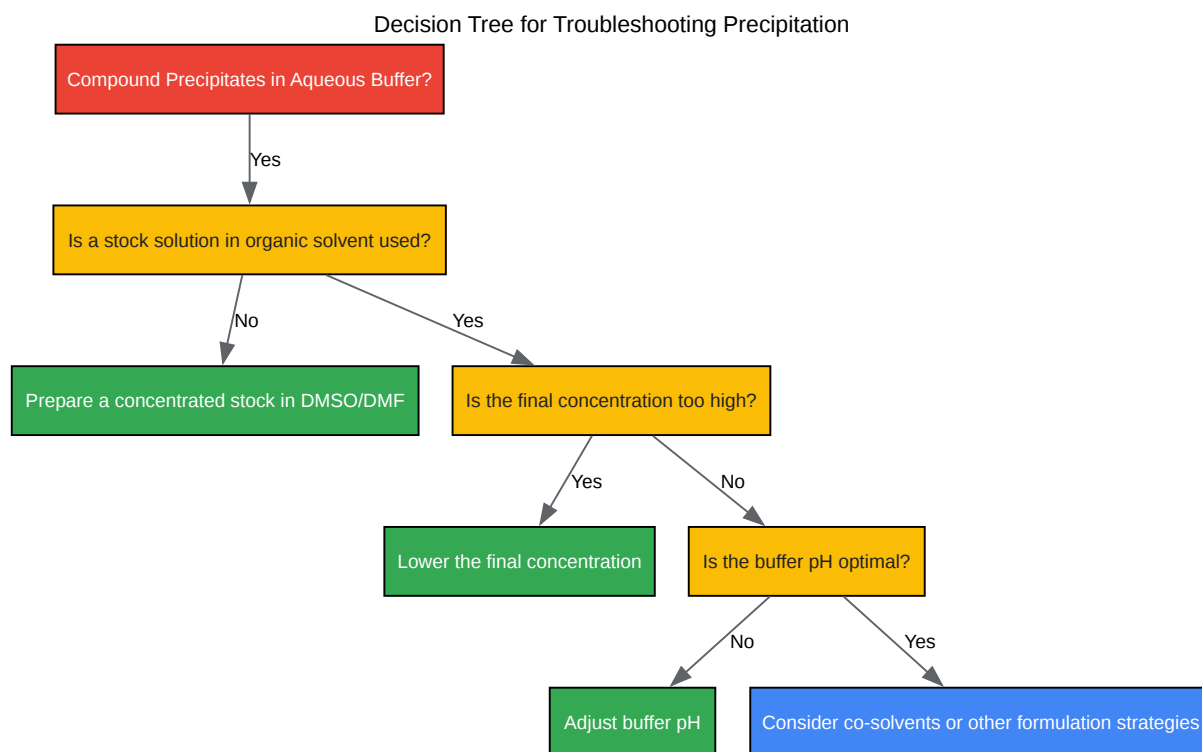 Decision Tree for Troubleshooting Precipitation
Compound Precipitates in Aqueous Buffer?
Yes
Is a stock solution in organic solvent used?
No
Yes
Prepare a concentrated stock in DMSO/DMF
Is the final concentration too high?
Yes
No
Lower the final concentration
Is the buffer pH optimal?
No
Yes
Adjust buffer pH
Consider co-solvents or other formulation strategies